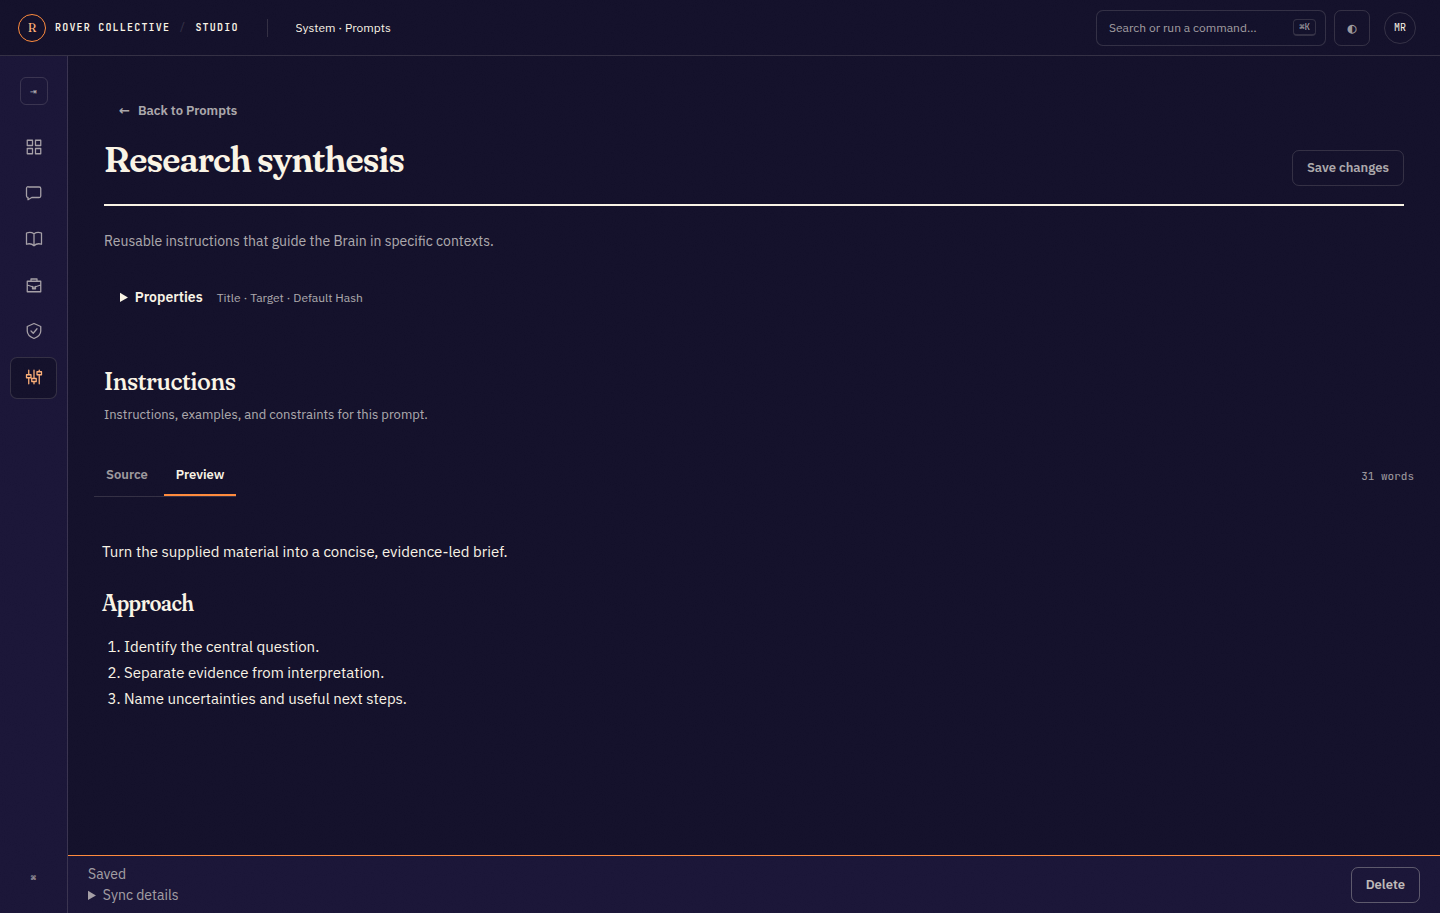 R ROVER COLLECTIVE / STUDIO System · Prompts Search or run a command... ⌘K MR
← Back to Prompts
Research synthesis
Save changes
Reusable instructions that guide the Brain in specific contexts.
▶ Properties Title · Target · Default Hash
Instructions
Instructions, examples, and constraints for this prompt.
Source Preview 31 words
Turn the supplied material into a concise, evidence-led brief.
Approach
1. Identify the central question.
2. Separate evidence from interpretation.
3. Name uncertainties and useful next steps.
⌘
Saved
▶ Sync details
Delete